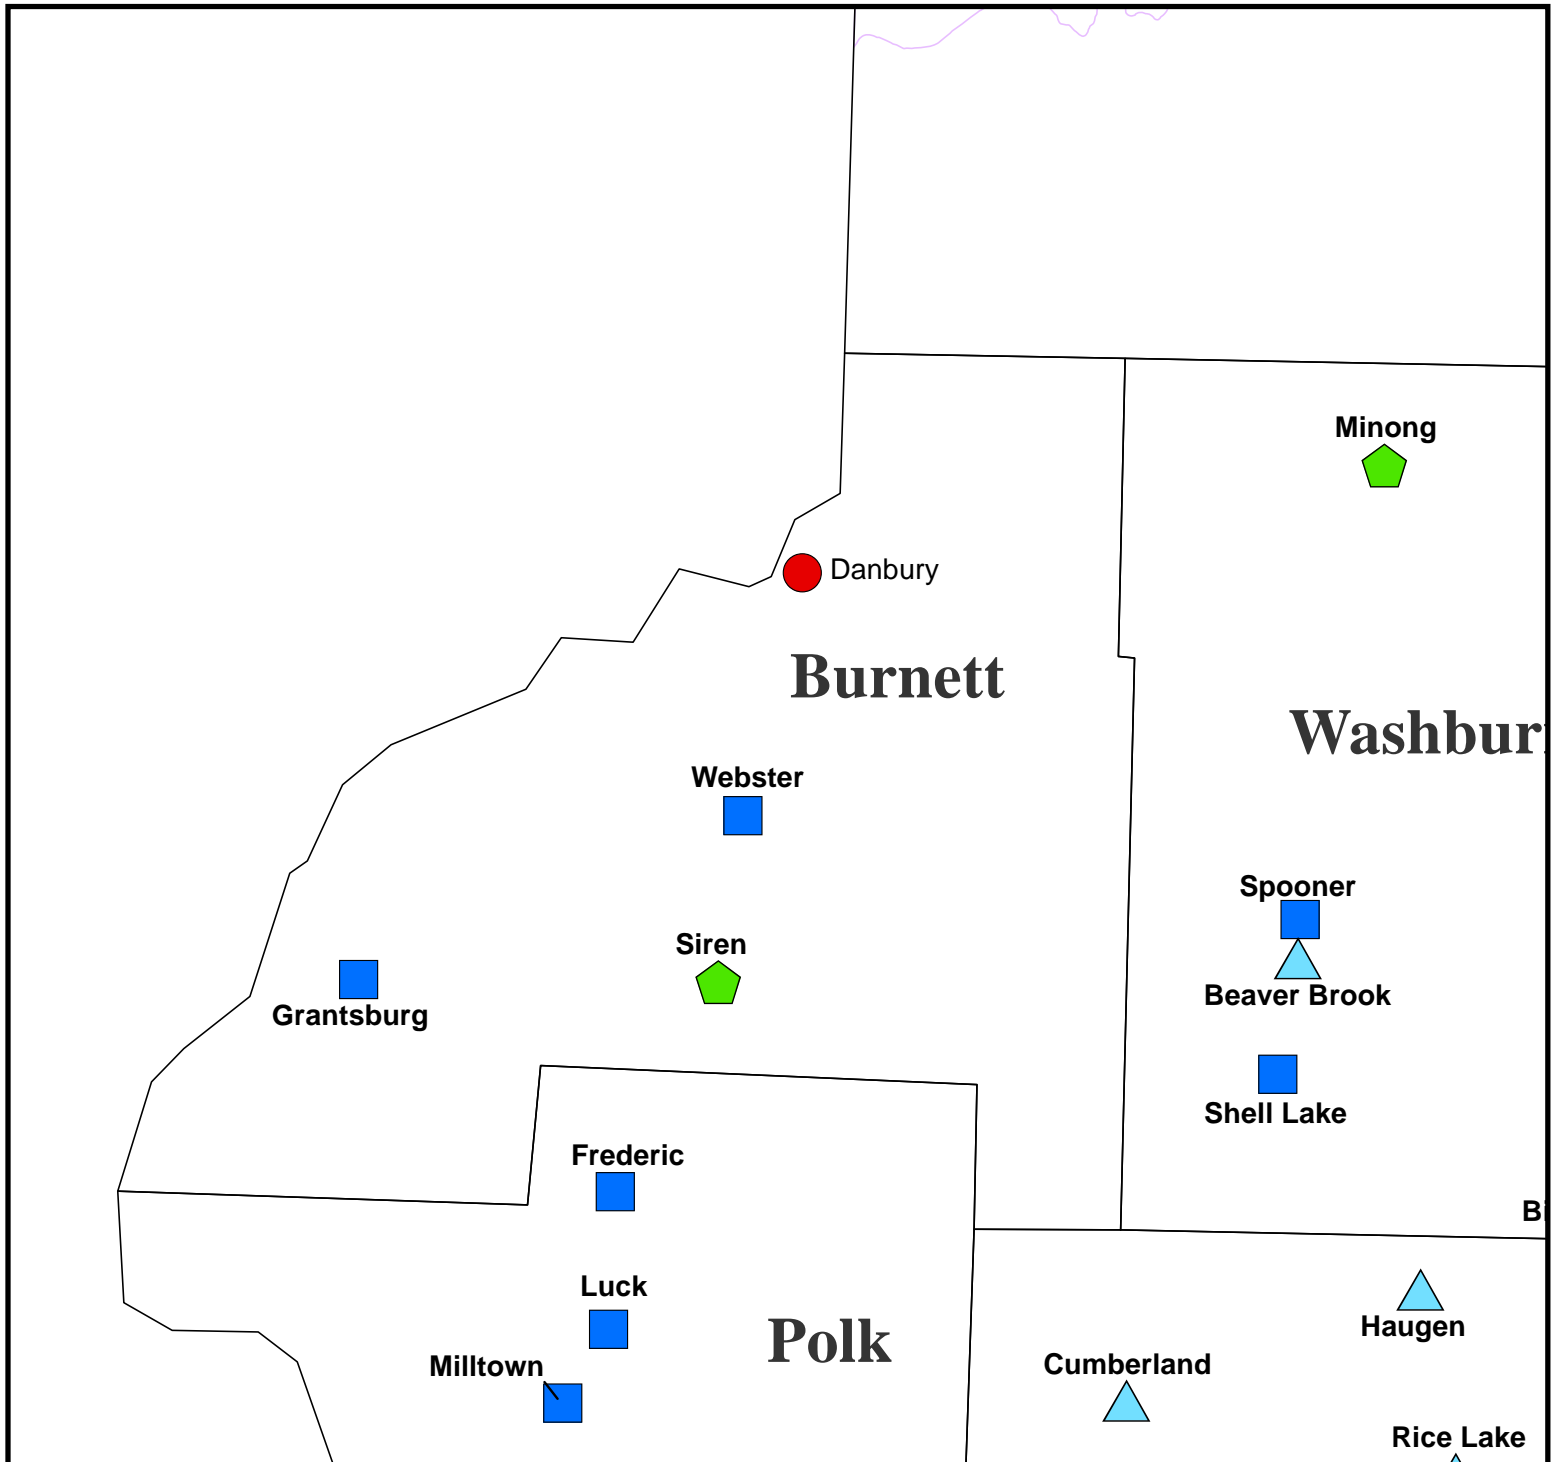 Minong
Danbury
Burnett
Washbur
Webster
Spooner
Siren
Beaver Brook
Grantsburg
Shell Lake
Frederic
Bi
Luck
Haugen
Polk
Milltown
Cumberland
Rice Lake